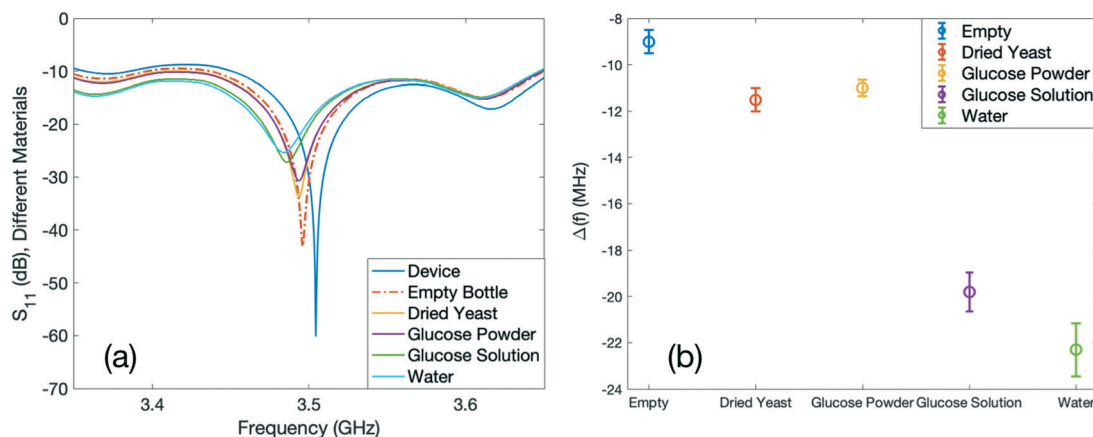 S11 (dB), Different Materials
0
-10
-20
-30
-40
-50
-60
-70
Device
Empty Bottle
Dried Yeast
Glucose Powder
Glucose Solution
Water
(a)
3.4
3.5
3.6
Frequency (GHz)
Δ(f) (MHz)
-8
-10
-12
-14
-16
-18
-20
-22
-24
Empty
Dried Yeast
Glucose Powder
Glucose Solution
Water
(b)
Empty
Dried Yeast
Glucose Powder
Glucose Solution
Water